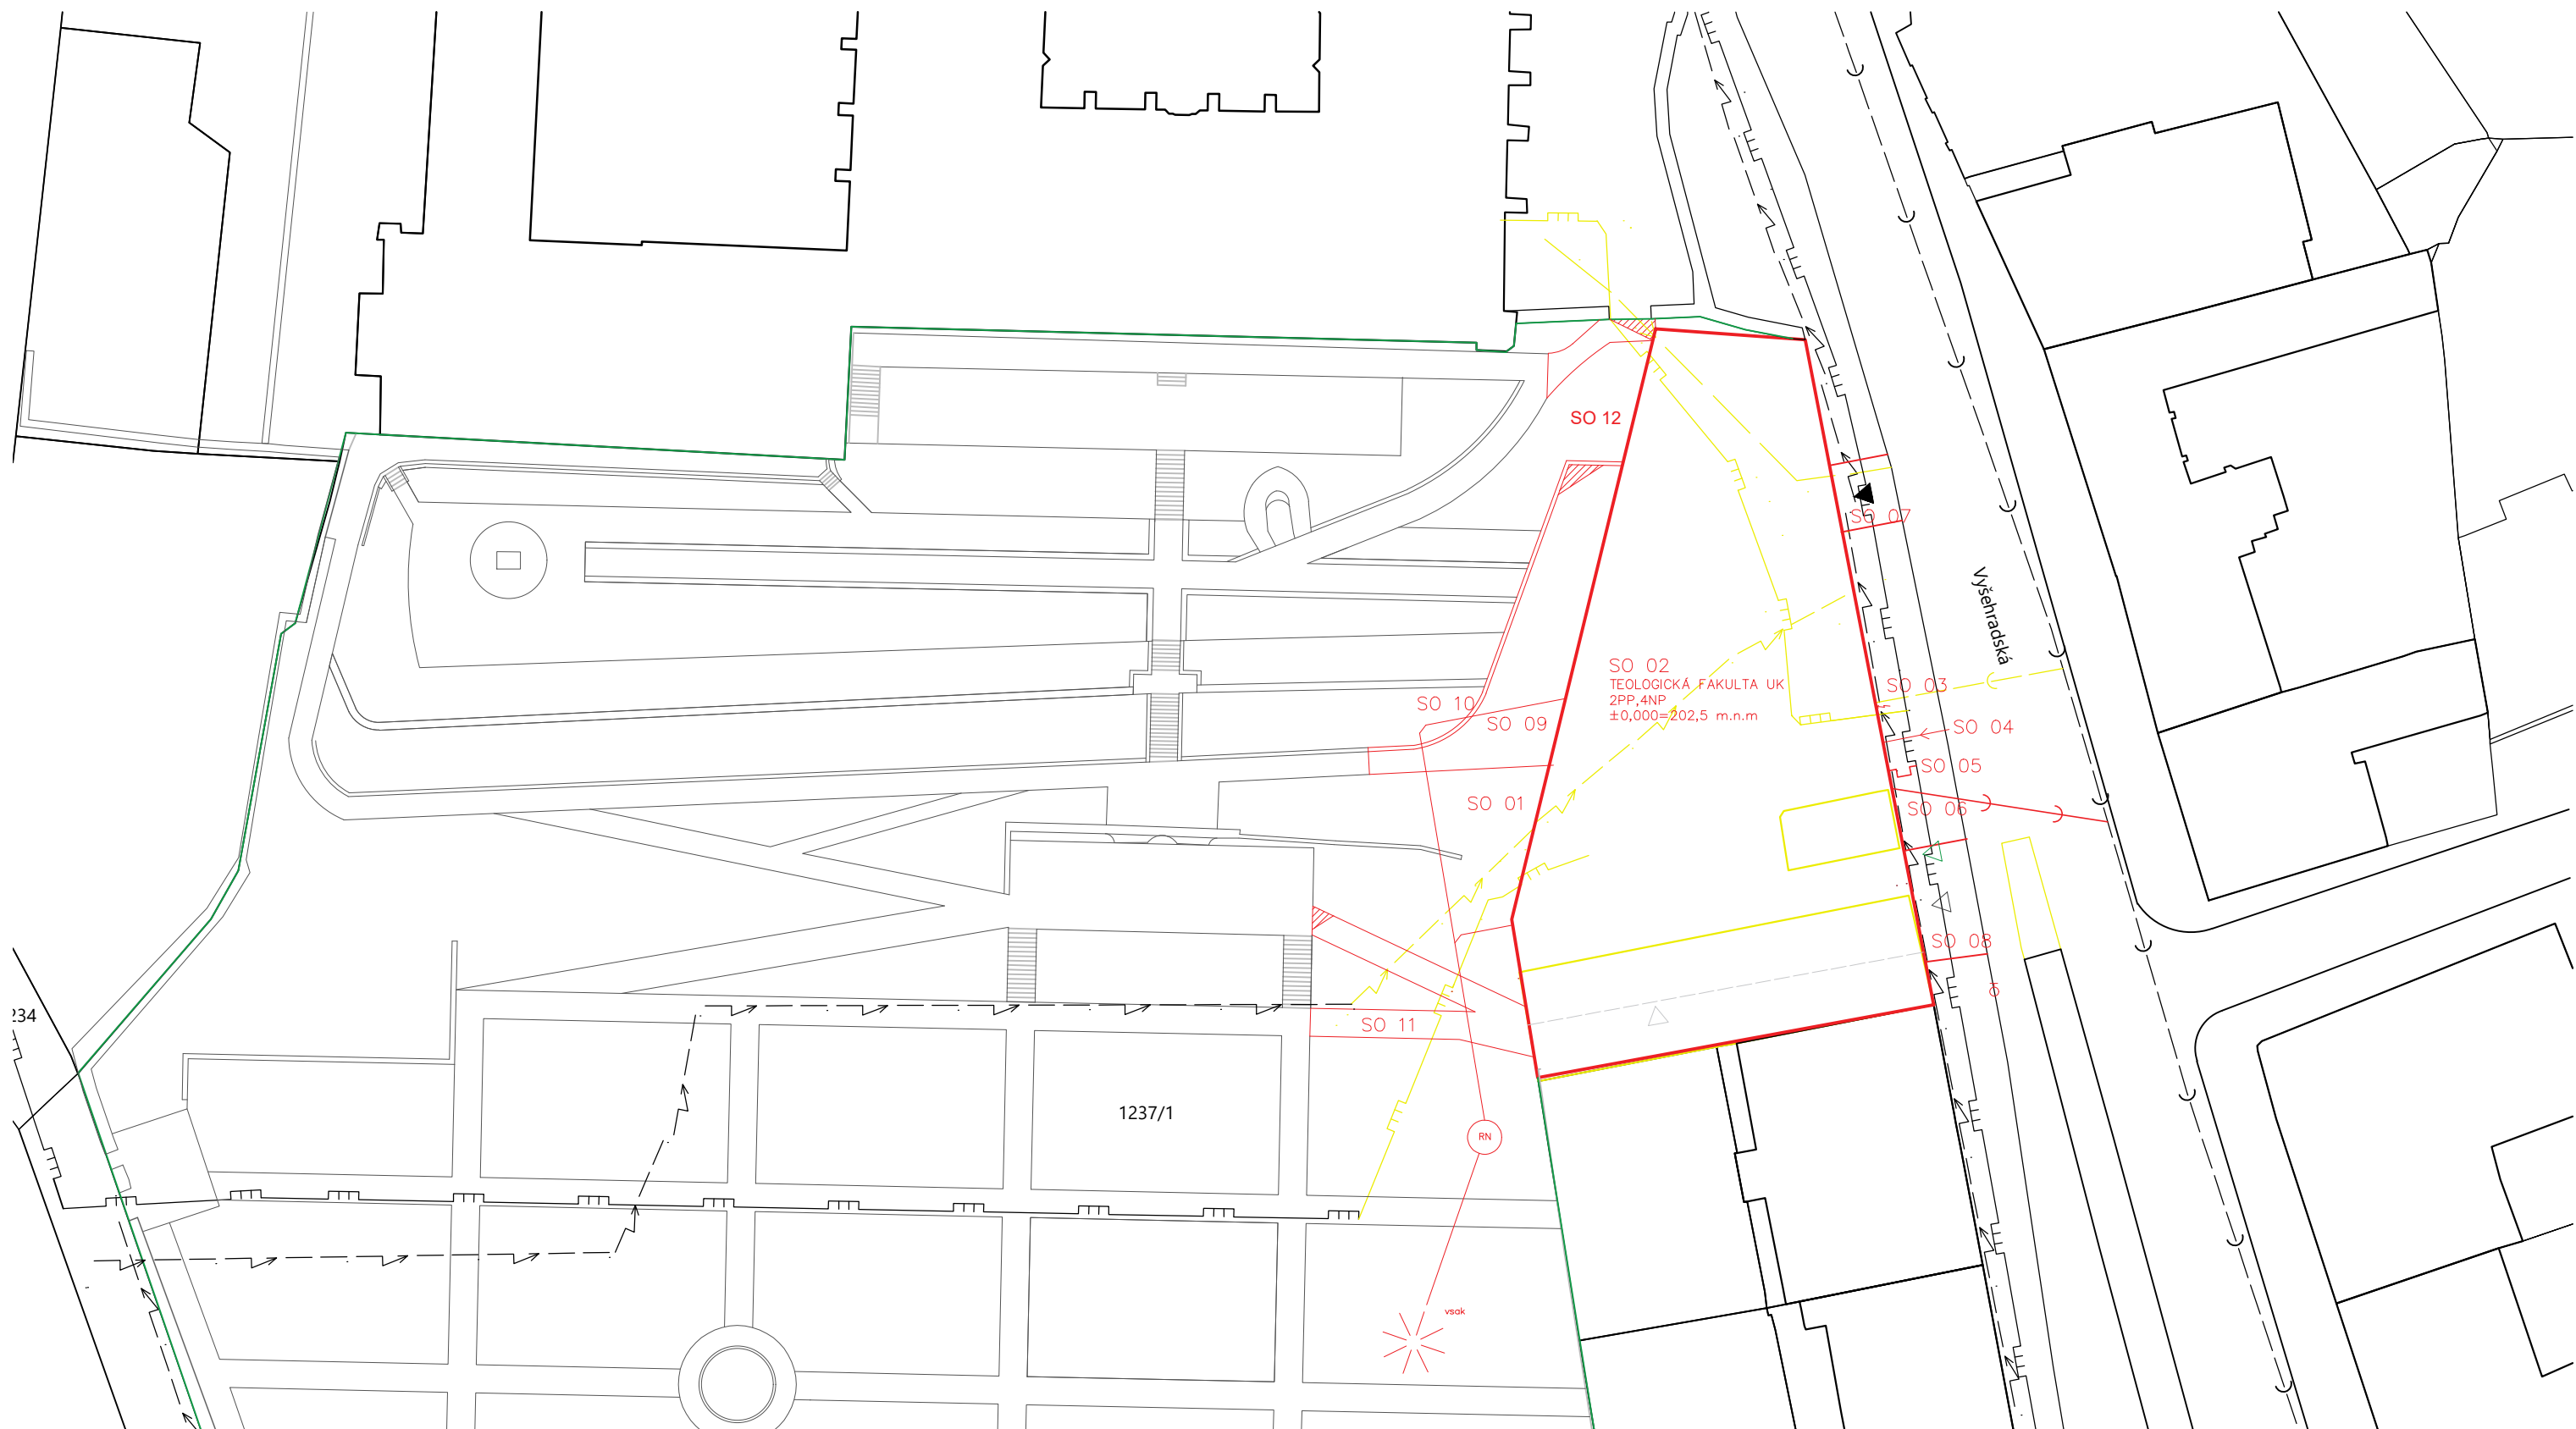 SO 12
SO 07
Vyšehradská
SO 02
TEOLOGICKÁ FAKULTA UK
2PP,4NP
±0,000=202,5 m.n.m
SO 03
SO 10
SO 09
SO 04
SO 05
SO 01
SO 06
SO 08
SO 11
1237/1
RN
vsak